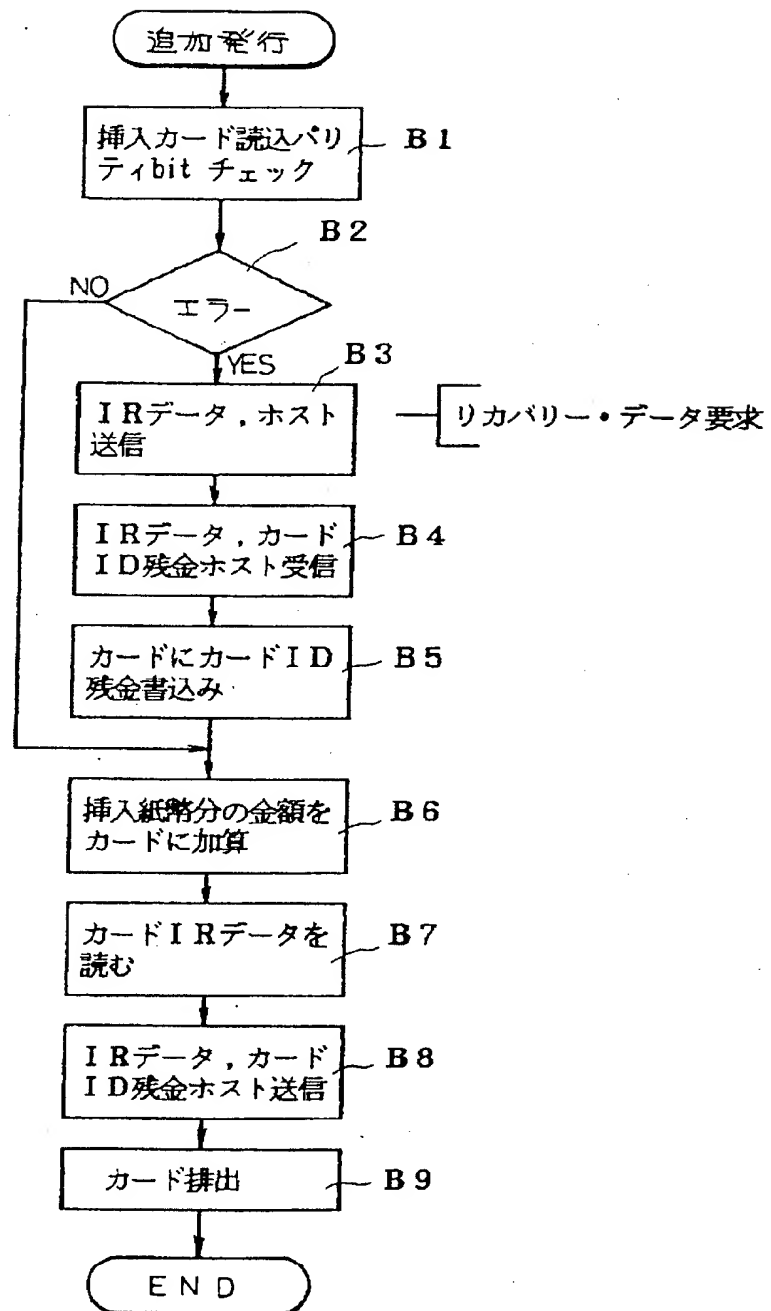 追加発行
挿入カード読込パリ
ティbit チェック
B1
B2
エラー
NO
YES
B3
IRデータ，ホスト
送信
リカバリー・データ要求
IRデータ，カード
ID残金ホスト受信
B4
カードにカードID
残金書込み
B5
挿入紙幣分の金額を
カードに加算
B6
カードIRデータを
読む
B7
IRデータ，カード
ID残金ホスト送信
B8
カード排出
B9
END